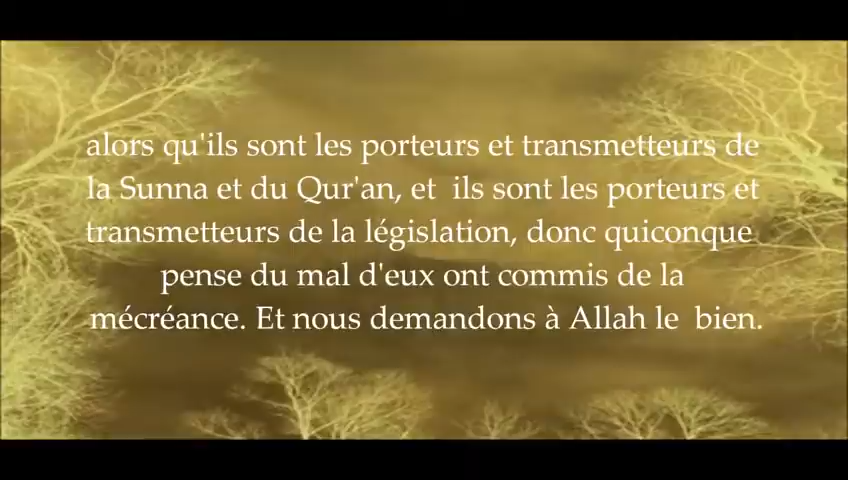 alors qu'ils sont les porteurs et transmetteurs de
la Sunna et du Qur'an, et ils sont les porteurs et
transmetteurs de la législation, donc quiconque
pense du mal d'eux ont commis de la
mécréance. Et nous demandons à Allah le bien.